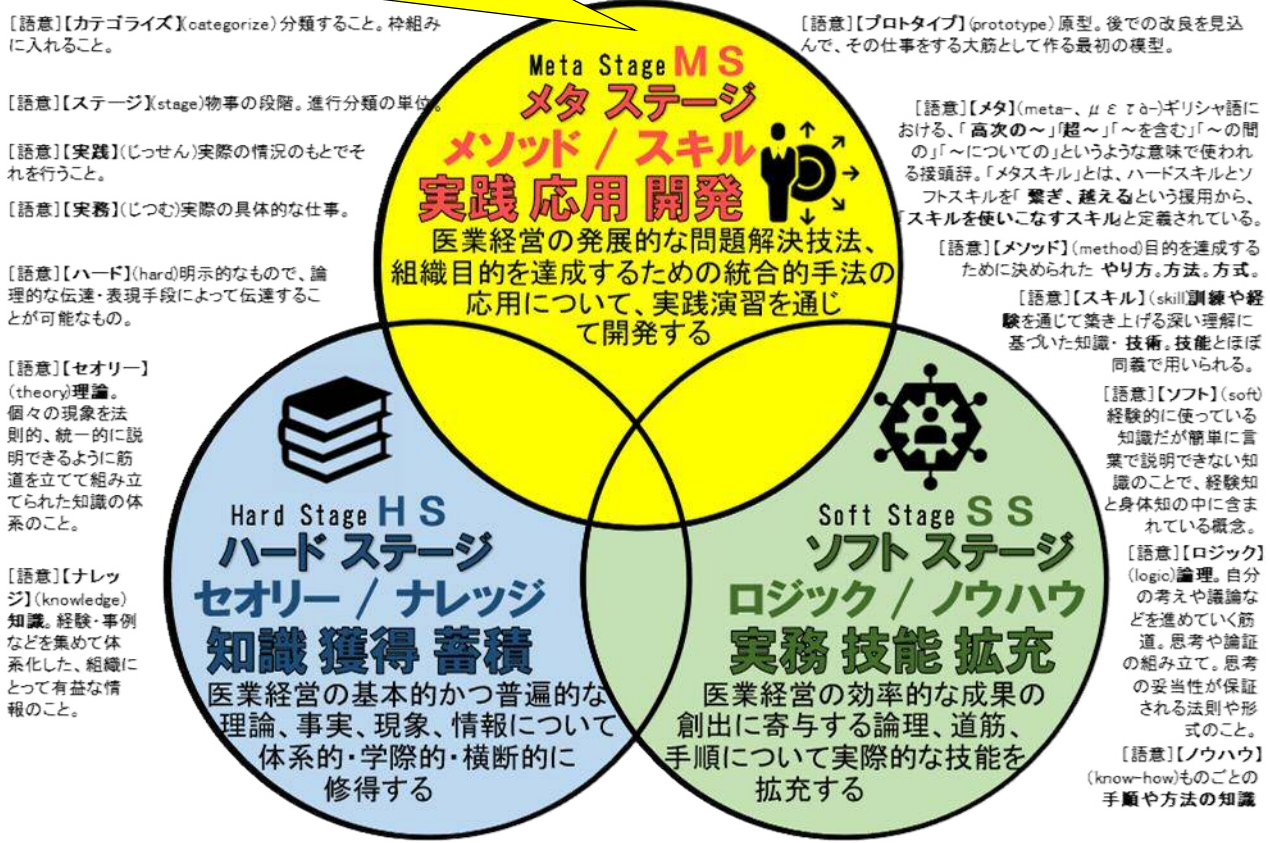 [語意]【カテゴライズ】(categorize)分類すること。枠組み
に入れること。
[語意]【ステージ】(stage)物事の段階。進行分類の単位。
[語意]【実践】(じっせん)実際の情況のもとでそ
れを行うこと。
[語意]【実務】(じつむ)実際の具体的な仕事。
[語意]【ハード】(hard)明示的なもので、論
理的な伝達・表現手段によって伝達するこ
とが可能なもの。
[語意]【セオリー】
(theory)理論。
個々の現象を法
則的、統一的に説
明できるように筋
道を立てて組み立
てられた知識の体
系のこと。
[語意]【ナレッ
ジ】(knowledge)
知識。経験・事例
などを集めて体
系化した、組織に
とって有益な情
報のこと。
Meta Stage MS
メタ ステージ
メソッド / スキル
実践 応用 開発
医業経営の発展的な問題解決技法、
組織目的を達成するための統合的手法の
応用について、実践演習を通じ
て開発する
Hard Stage HS
ハード ステージ
セオリー / ナレッジ
知識 獲得 蓄積
医業経営の基本的かつ普遍的な
理論、事実、現象、情報について
体系的・学際的・横断的に
修得する
Soft Stage SS
ソフト ステージ
ロジック / ノウハウ
実務 技能 拡充
医業経営の効率的な成果の
創出に寄与する論理、道筋、
手順について実際的な技能を
拡充する
[語意]【プロトタイプ】(prototype)原型。後での改良を見込
んで、その仕事をする大筋として作る最初の模型。
[語意]【メタ】(meta-、μετὰ-)ギリシャ語に
おける、「高次の~」「超~」「~を含む」「~の間
の」「~についての」というような意味で使われ
る接頭辞。「メタスキル」とは、ハードスキルとソ
フトスキルを「繋ぎ、越える」という援用から、
「スキルを使いこなすスキル」と定義されている。
[語意]【メソッド】(method)目的を達成する
ために決められた やり方。方法。方式。
[語意]【スキル】(skill)訓練や経
験を通じて築き上げる深い理解に
基づいた知識・技術。技能とほぼ
同義で用いられる。
[語意]【ソフト】(soft)
経験的に使っている
知識だが簡単に言
葉で説明できない知
識のことで、経験知
と身体知の中に含ま
れている概念。
[語意]【ロジック】
(logic)論理。自分
の考えや議論な
どを進めていく筋
道。思考や論証
の組み立て。思考
の妥当性が保証
される法則や形
式のこと。
[語意]【ノウハウ】
(know-how)ものごとの
手順や方法の知識